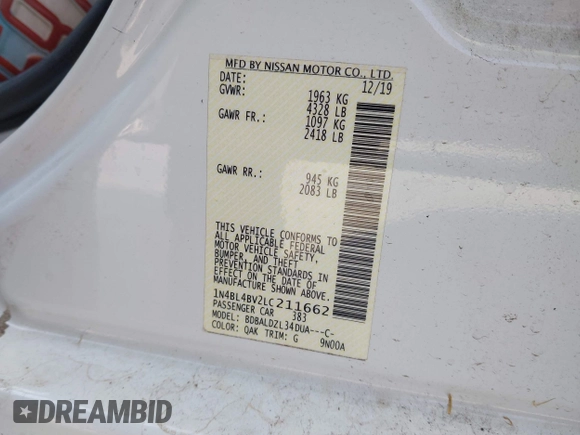 MFD BY NISSAN MOTOR CO., LTD.
DATE: 12/19
GVWR: 1963 KG
4328 LB
GAWR FR.: 1097 KG
2418 LB
GAWR RR.: 945 KG
2083 LB
THIS VEHICLE CONFORMS TO
ALL APPLICABLE FEDERAL
MOTOR VEHICLE SAFETY,
BUMPER, AND THEFT
PREVENTION STANDARDS IN
EFFECT ON THE DATE OF
MANUFACTURE SHOWN ABOVE.
1N4BL4BV2LC211662
PASSENGER CAR 383
MODEL: BDBALDZL34DUA---C-
COLOR: QAK TRIM: G 9N00A
DREAMBID